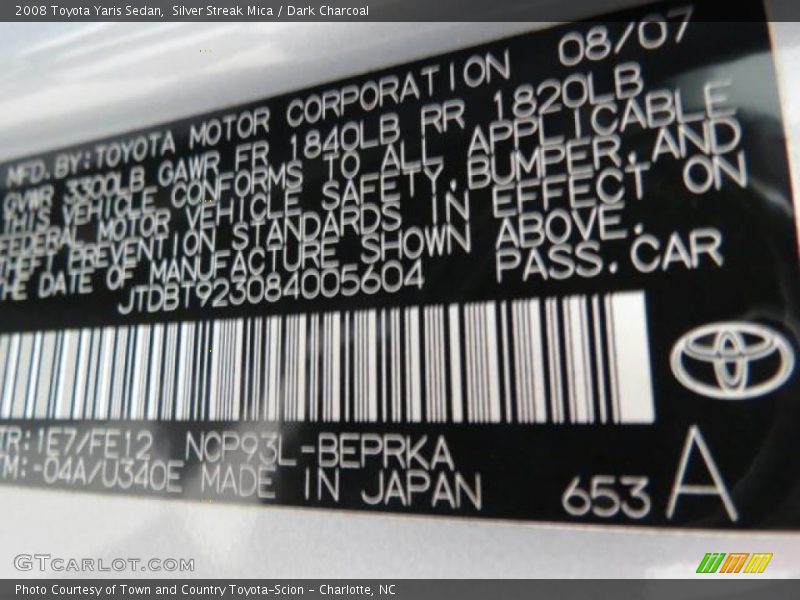 2008 Toyota Yaris Sedan, Silver Streak Mica / Dark Charcoal
08/07
MFD.BY:TOYOTA MOTOR CORPORATION
GVWR 3300LB GAWR FR 1840LB RR 1820LB
THIS VEHICLE CONFORMS TO ALL APPLICABLE
FEDERAL MOTOR VEHICLE SAFETY,BUMPER,AND
THEFT PREVENTION STANDARDS IN EFFECT ON
THE DATE OF MANUFACTURE SHOWN ABOVE.
JTDBT923084005604 PASS.CAR
TR:1E7/FE12 NCP93L-BEPRKA
TM:-04A/U340E MADE IN JAPAN
653 A
GTCARLOT.COM
Photo Courtesy of Town and Country Toyota-Scion - Charlotte, NC